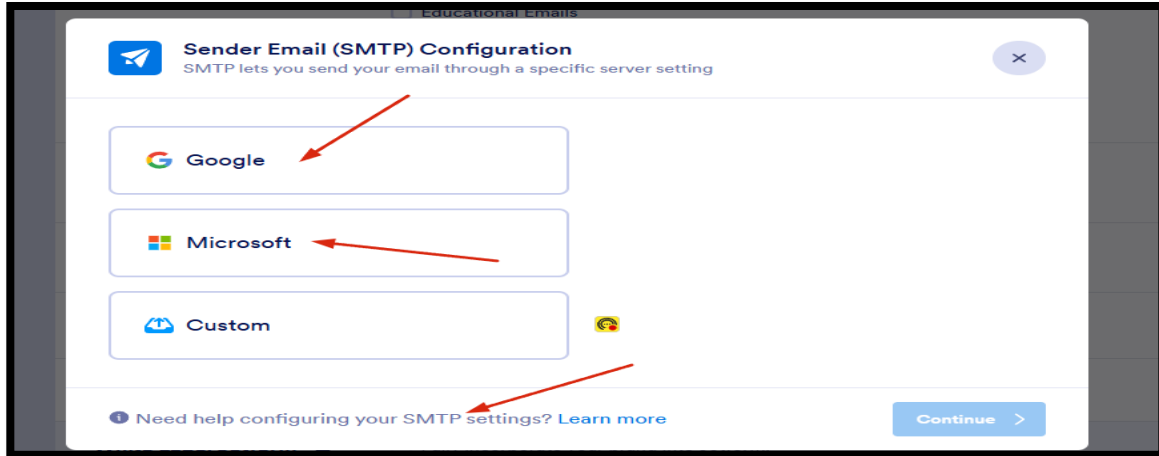 Educational Emails
Sender Email (SMTP) Configuration
SMTP lets you send your email through a specific server setting
Google
Microsoft
Custom
Need help configuring your SMTP settings? Learn more
Continue >